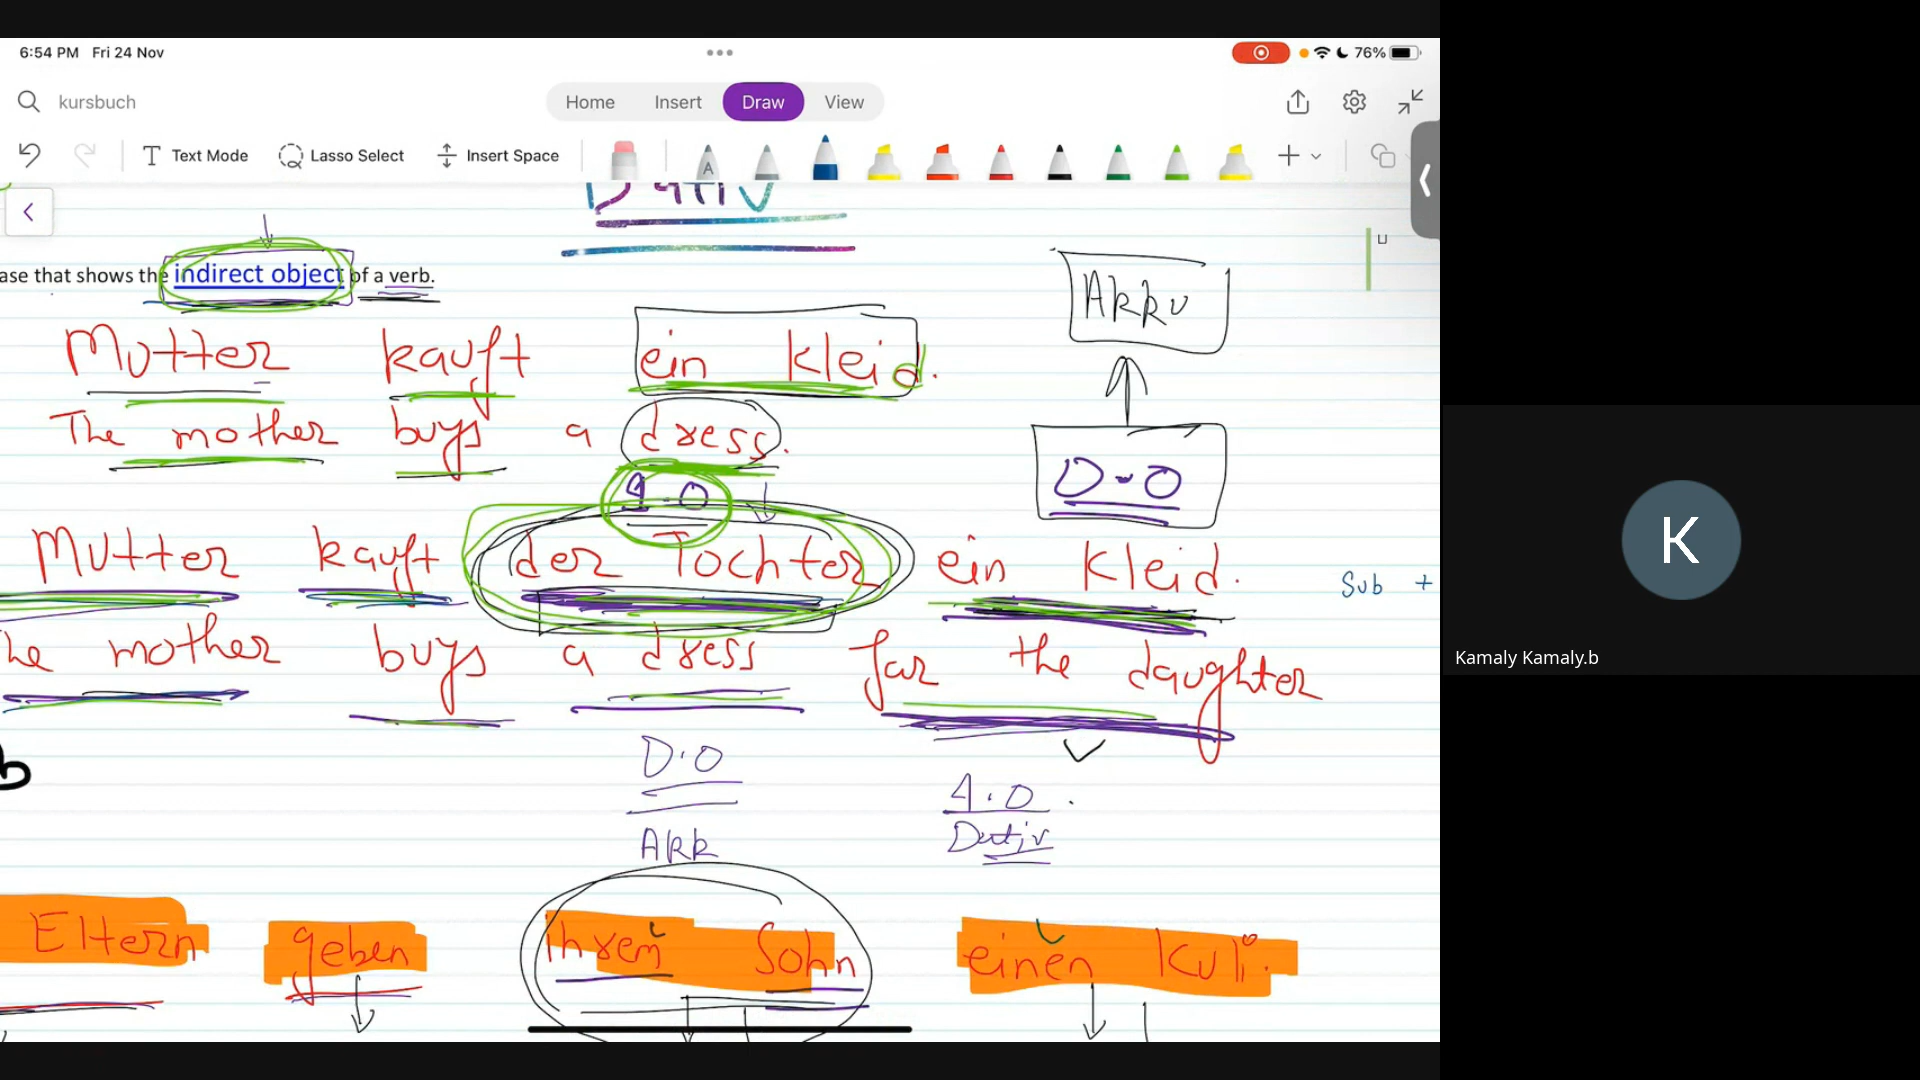 6:54 PM Fri 24 Nov 76%
kursbuch Home Insert Draw View
Text Mode Lasso Select Insert Space
Dativ
ase that shows the indirect object of a verb.
Akku
Mutter kauft ein Kleid.
The mother buys a dress.
I.O D-O
Mutter kauft der Tochter ein Kleid. Sub +
he mother buys a dress for the daughter
D.O I.O.
Akk Dativ
b
Eltern geben ihrem Sohn einen Kuli.
K
Kamaly Kamaly.b